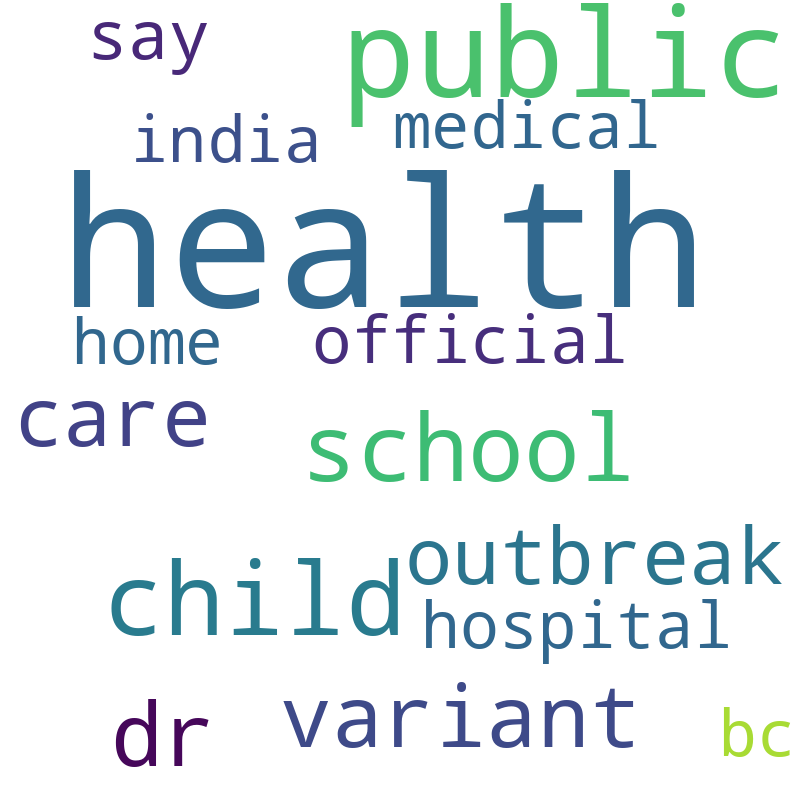 say public
india medical
health
home official
care school
child outbreak
hospital
dr variant bc